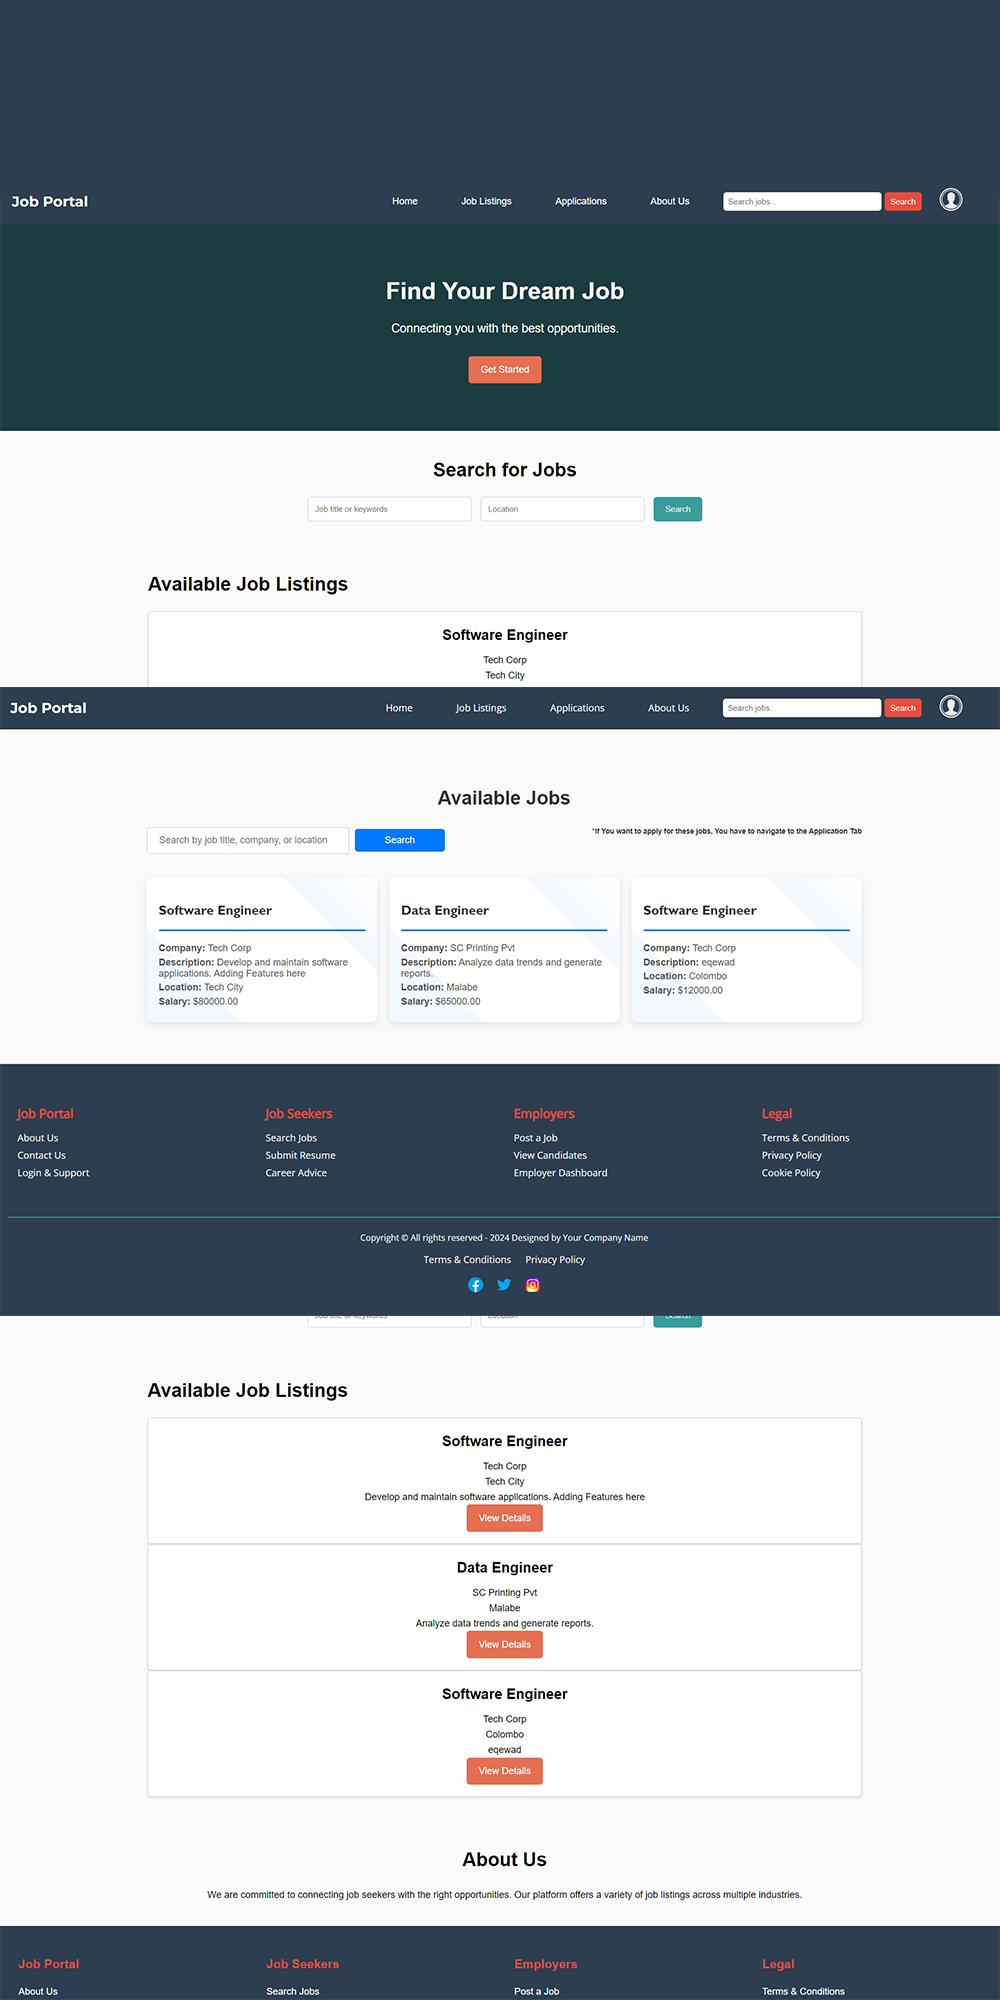 Job Portal Home Job Listings Applications About Us Search jobs... Search
Find Your Dream Job
Connecting you with the best opportunities.
Get Started
Search for Jobs
Job title or keywords Location Search
Available Job Listings
Software Engineer
Tech Corp
Tech City
Job Portal Home Job Listings Applications About Us Search jobs... Search
Available Jobs
Search by job title, company, or location Search
*If You want to apply for these jobs, You have to navigate to the Application Tab
Software Engineer
Company: Tech Corp
Description: Develop and maintain software
applications. Adding Features here
Location: Tech City
Salary: $80000.00
Data Engineer
Company: SC Printing Pvt
Description: Analyze data trends and generate
reports.
Location: Malabe
Salary: $65000.00
Software Engineer
Company: Tech Corp
Description: eqewad
Location: Colombo
Salary: $12000.00
Job Portal
About Us
Contact Us
Login & Support
Job Seekers
Search Jobs
Submit Resume
Career Advice
Employers
Post a Job
View Candidates
Employer Dashboard
Legal
Terms & Conditions
Privacy Policy
Cookie Policy
Copyright © All rights reserved - 2024 Designed by Your Company Name
Terms & Conditions Privacy Policy
Job title or keywords Location Search
Available Job Listings
Software Engineer
Tech Corp
Tech City
Develop and maintain software applications. Adding Features here
View Details
Data Engineer
SC Printing Pvt
Malabe
Analyze data trends and generate reports.
View Details
Software Engineer
Tech Corp
Colombo
eqewad
View Details
About Us
We are committed to connecting job seekers with the right opportunities. Our platform offers a variety of job listings across multiple industries.
Job Portal
About Us
Job Seekers
Search Jobs
Employers
Post a Job
Legal
Terms & Conditions